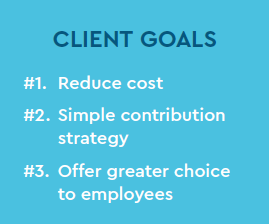 CLIENT GOALS
#1. Reduce cost
#2. Simple contribution
strategy
#3. Offer greater choice
to employees